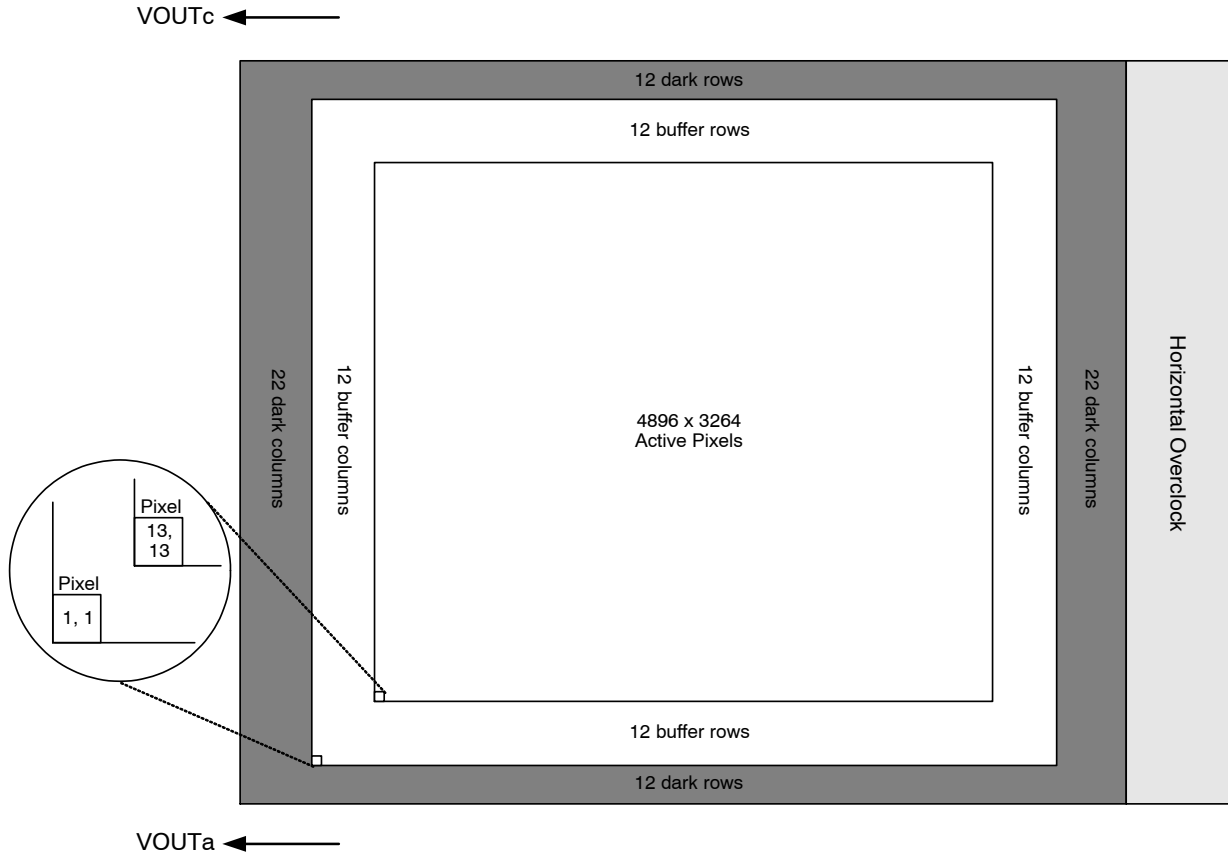 VOUTc
12 dark rows
12 buffer rows
22 dark columns
12 buffer columns
4896 x 3264
Active Pixels
12 buffer columns
22 dark columns
Horizontal Overclock
Pixel
13,
13
Pixel
1, 1
12 buffer rows
12 dark rows
VOUTa